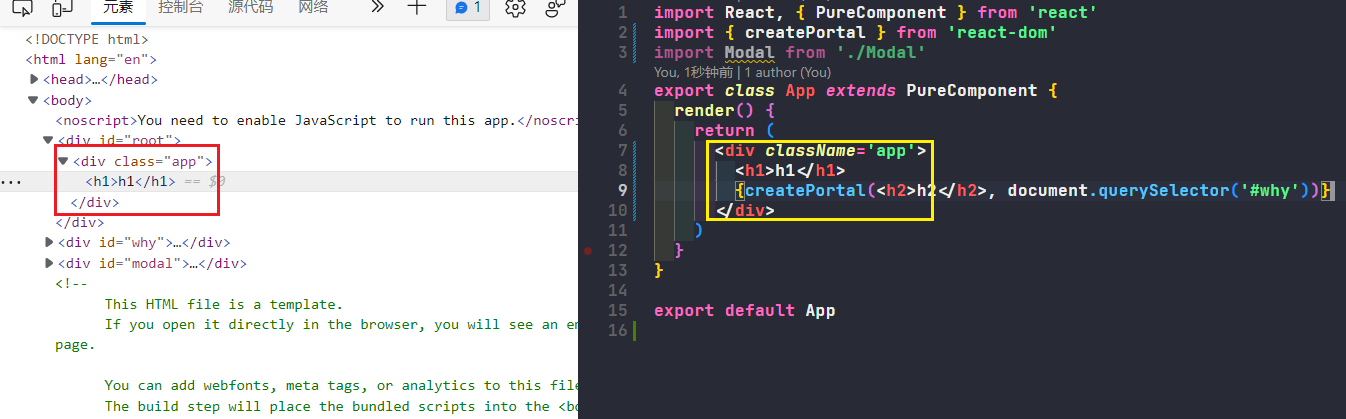 元素 控制台 源代码 网络 1
<!DOCTYPE html>
<html lang="en">
<head>…</head>
<body>
<noscript>You need to enable JavaScript to run this app.</noscrip
<div id="root">
<div class="app">
<h1>h1</h1> == $0
</div>
</div>
<div id="why">…</div>
<div id="modal">…</div>
<!--
This HTML file is a template.
If you open it directly in the browser, you will see an em
page.
You can add webfonts, meta tags, or analytics to this file
The build step will place the bundled scripts into the <bo
1 import React, { PureComponent } from 'react'
2 import { createPortal } from 'react-dom'
3 import Modal from './Modal'
You, 1秒钟前 | 1 author (You)
4 export class App extends PureComponent {
5 render() {
6 return (
7 <div className='app'>
8 <h1>h1</h1>
9 {createPortal(<h2>h2</h2>, document.querySelector('#why'))}
10 </div>
11 )
12 }
13 }
14
15 export default App
16